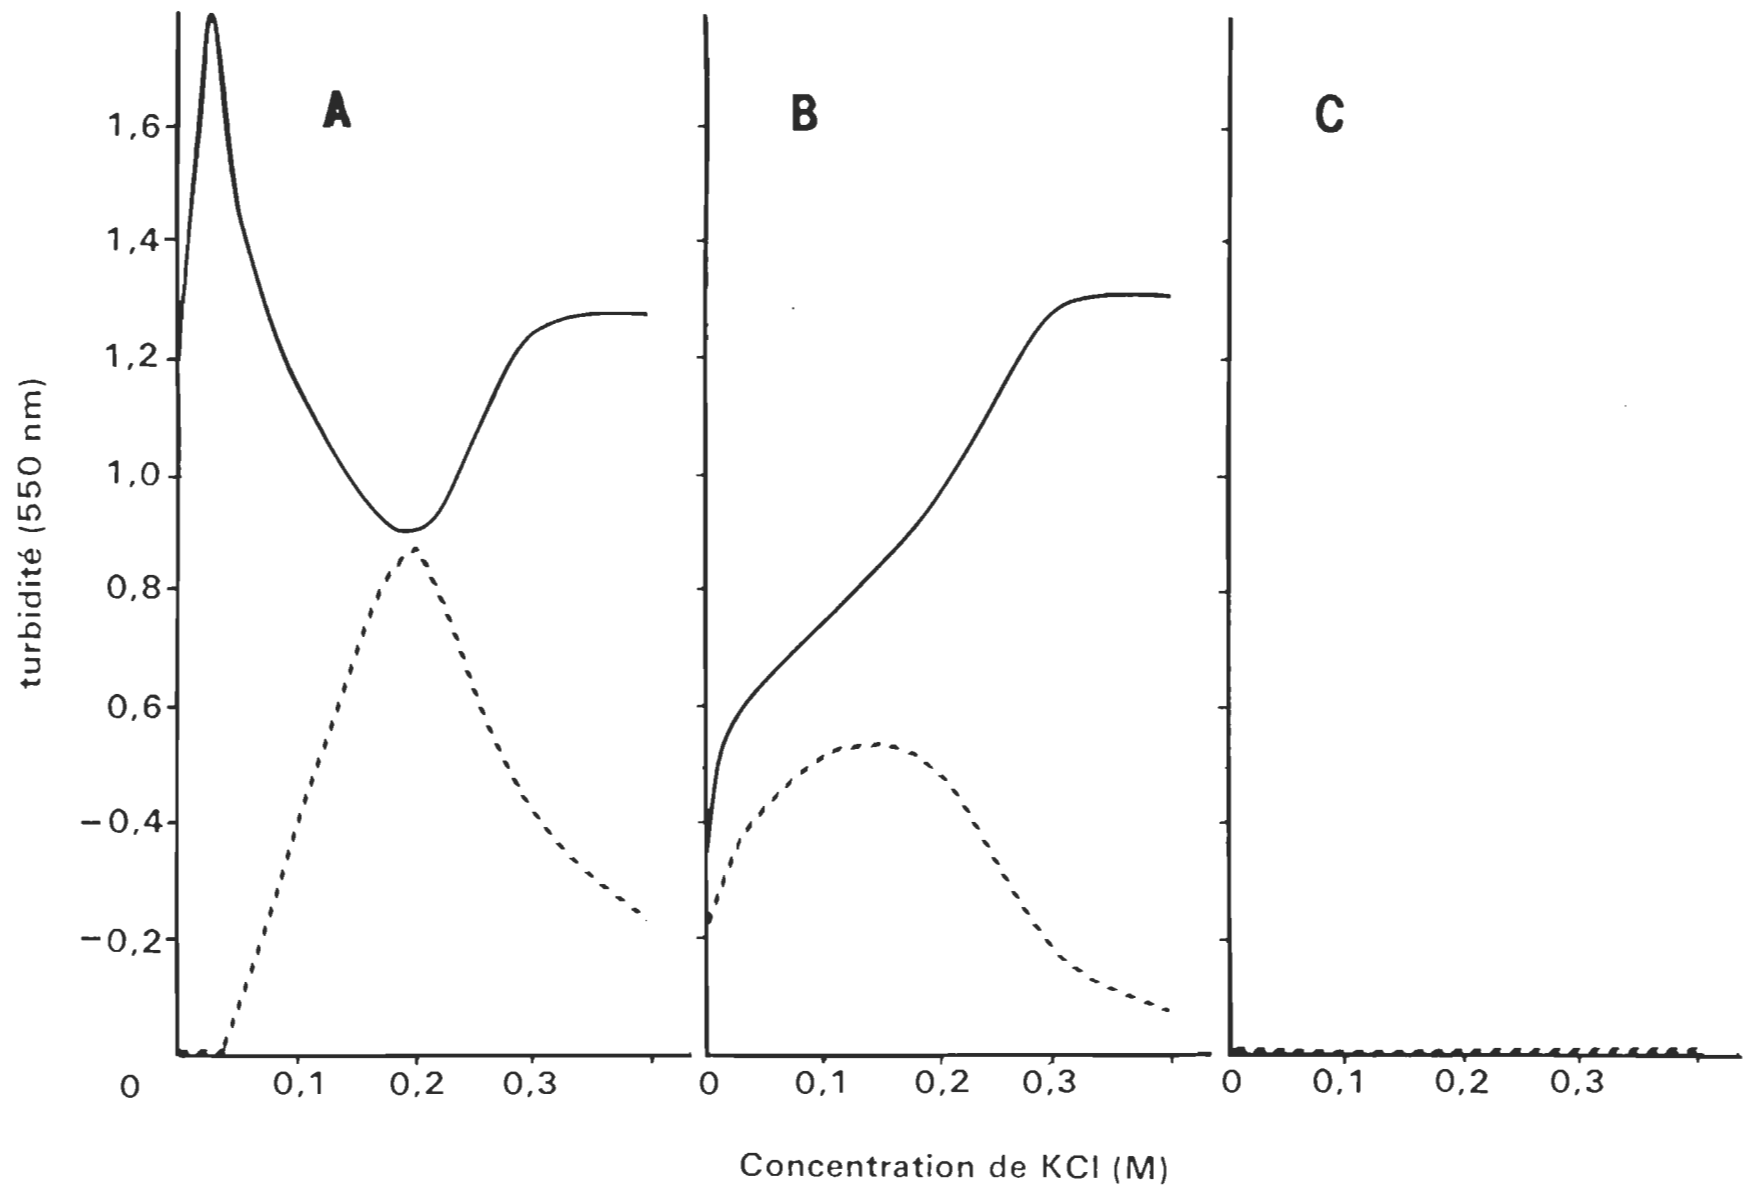 A
B
C
1,6
1,4
1,2
1,0
0,8
0,6
−0,4
−0,2
turbidité (550 nm)
0 0,1 0,2 0,3
0 0,1 0,2 0,3
0 0,1 0,2 0,3
Concentration de KCl (M)